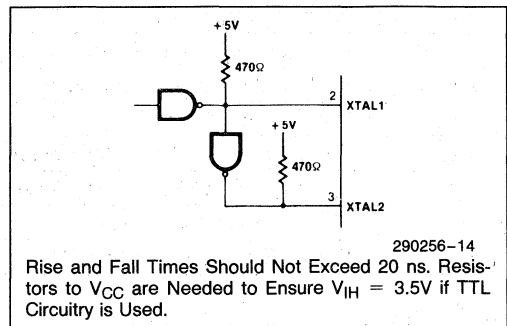 + 5V
470Ω
2
XTAL1
+ 5V
470Ω
3
XTAL2
290256-14
Rise and Fall Times Should Not Exceed 20 ns. Resis-
tors to VCC are Needed to Ensure VIH = 3.5V if TTL
Circuitry is Used.